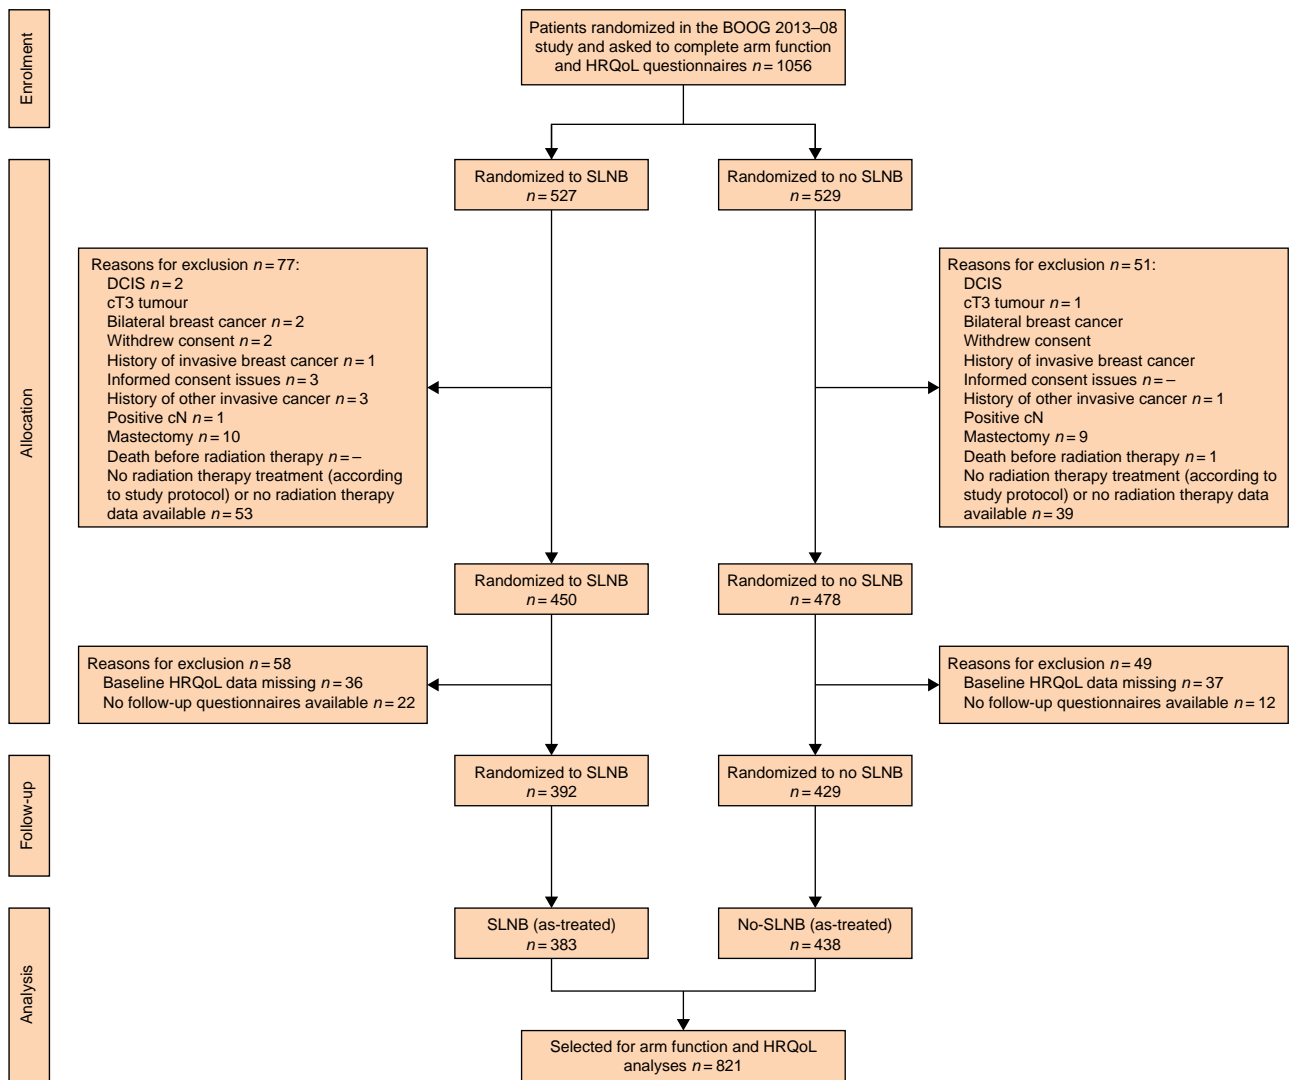 Enrolment
Patients randomized in the BOOG 2013–08
study and asked to complete arm function
and HRQoL questionnaires n = 1056
Allocation
Randomized to SLNB
n = 527
Randomized to no SLNB
n = 529
Reasons for exclusion n = 77:
DCIS n = 2
cT3 tumour
Bilateral breast cancer n = 2
Withdrew consent n = 2
History of invasive breast cancer n = 1
Informed consent issues n = 3
History of other invasive cancer n = 3
Positive cN n = 1
Mastectomy n = 10
Death before radiation therapy n = –
No radiation therapy treatment (according
to study protocol) or no radiation therapy
data available n = 53
Reasons for exclusion n = 51:
DCIS
cT3 tumour n = 1
Bilateral breast cancer
Withdrew consent
History of invasive breast cancer
Informed consent issues n = –
History of other invasive cancer n = 1
Positive cN
Mastectomy n = 9
Death before radiation therapy n = 1
No radiation therapy treatment (according to
study protocol) or no radiation therapy data
available n = 39
Randomized to SLNB
n = 450
Randomized to no SLNB
n = 478
Reasons for exclusion n = 58
Baseline HRQoL data missing n = 36
No follow-up questionnaires available n = 22
Reasons for exclusion n = 49
Baseline HRQoL data missing n = 37
No follow-up questionnaires available n = 12
Follow-up
Randomized to SLNB
n = 392
Randomized to no SLNB
n = 429
Analysis
SLNB (as-treated)
n = 383
No-SLNB (as-treated)
n = 438
Selected for arm function and HRQoL
analyses n = 821